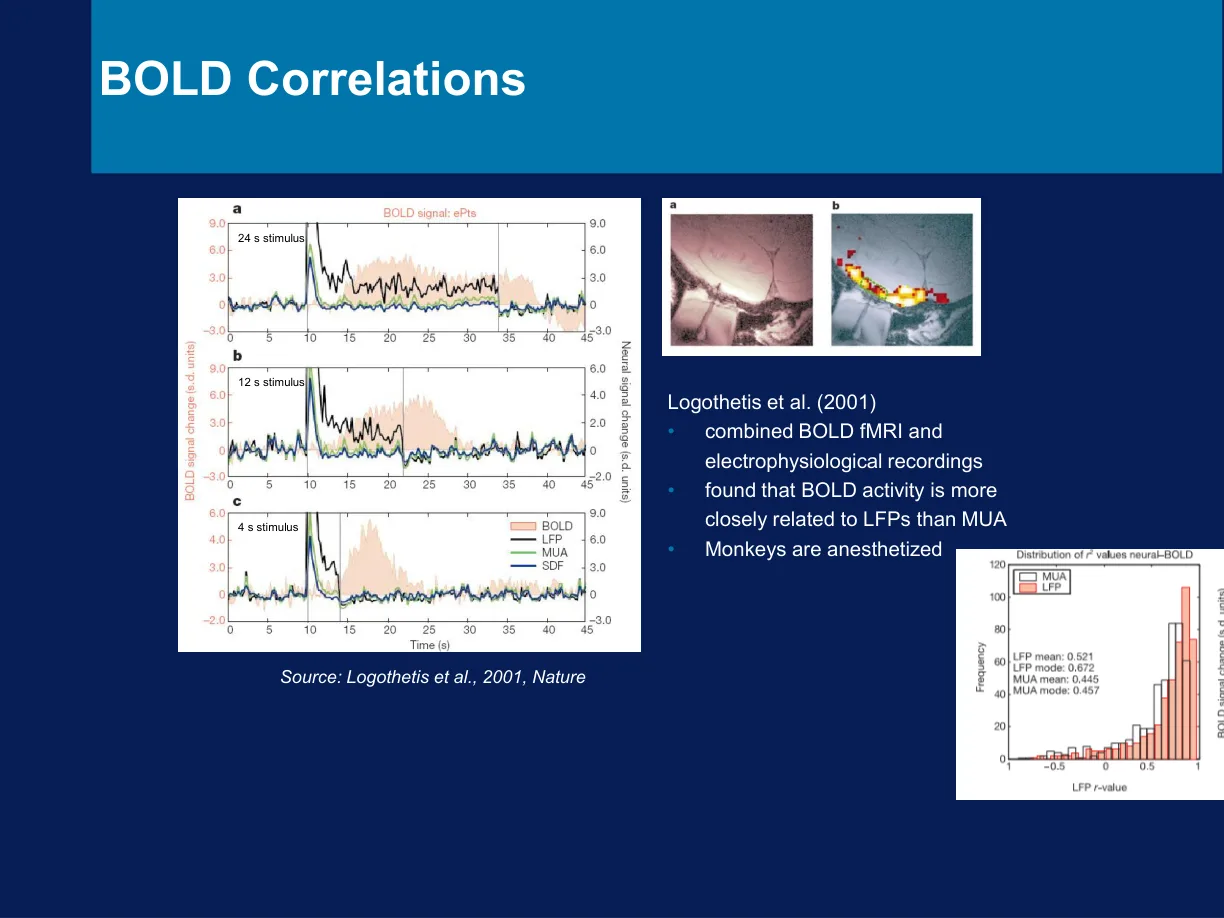 BOLD Correlations
a
BOLD signal: ePts
24 s stimulus
9.0
6.0
3.0
0
−3.0
9.0
6.0
3.0
0
−3.0
0 5 10 15 20 25 30 35 40 45
b
12 s stimulus
9.0
6.0
3.0
0
−3.0
6.0
4.0
2.0
0
−2.0
0 5 10 15 20 25 30 35 40 45
c
4 s stimulus
6.0
4.0
3.0
0
−2.0
9.0
6.0
3.0
0
−3.0
BOLD
LFP
MUA
SDF
0 5 10 15 20 25 30 35 40 45
Time (s)
BOLD signal change (s.d. units)
Neural signal change (s.d. units)
Source: Logothetis et al., 2001, Nature
a
b
Logothetis et al. (2001)
• combined BOLD fMRI and
electrophysiological recordings
• found that BOLD activity is more
closely related to LFPs than MUA
• Monkeys are anesthetized
Distribution of r² values neural–BOLD
MUA
LFP
120
100
80
60
40
20
0
Frequency
LFP mean: 0.521
LFP mode: 0.672
MUA mean: 0.445
MUA mode: 0.457
1 −0.5 0 0.5 1
LFP r-value
BOLD signal change (s.d. units)